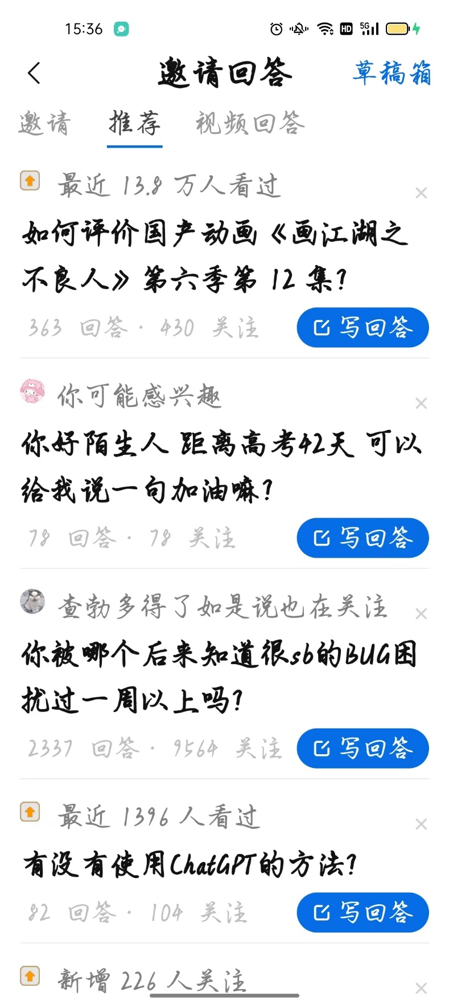 15:36 HD 5G
邀请回答 草稿箱
邀请 推荐 视频回答
最近 13.8 万人看过
如何评价国产动画《画江湖之
不良人》第六季第 12 集?
363 回答 · 430 关注 写回答
你可能感兴趣
你好陌生人 距离高考42天 可以
给我说一句加油嘛?
78 回答 · 78 关注 写回答
查勃多得了如是说也在关注
你被哪个后来知道很sb的BUG困
扰过一周以上吗?
2337 回答 · 9564 关注 写回答
最近 1396 人看过
有没有使用ChatGPT的方法?
82 回答 · 104 关注 写回答
新增 226 人关注